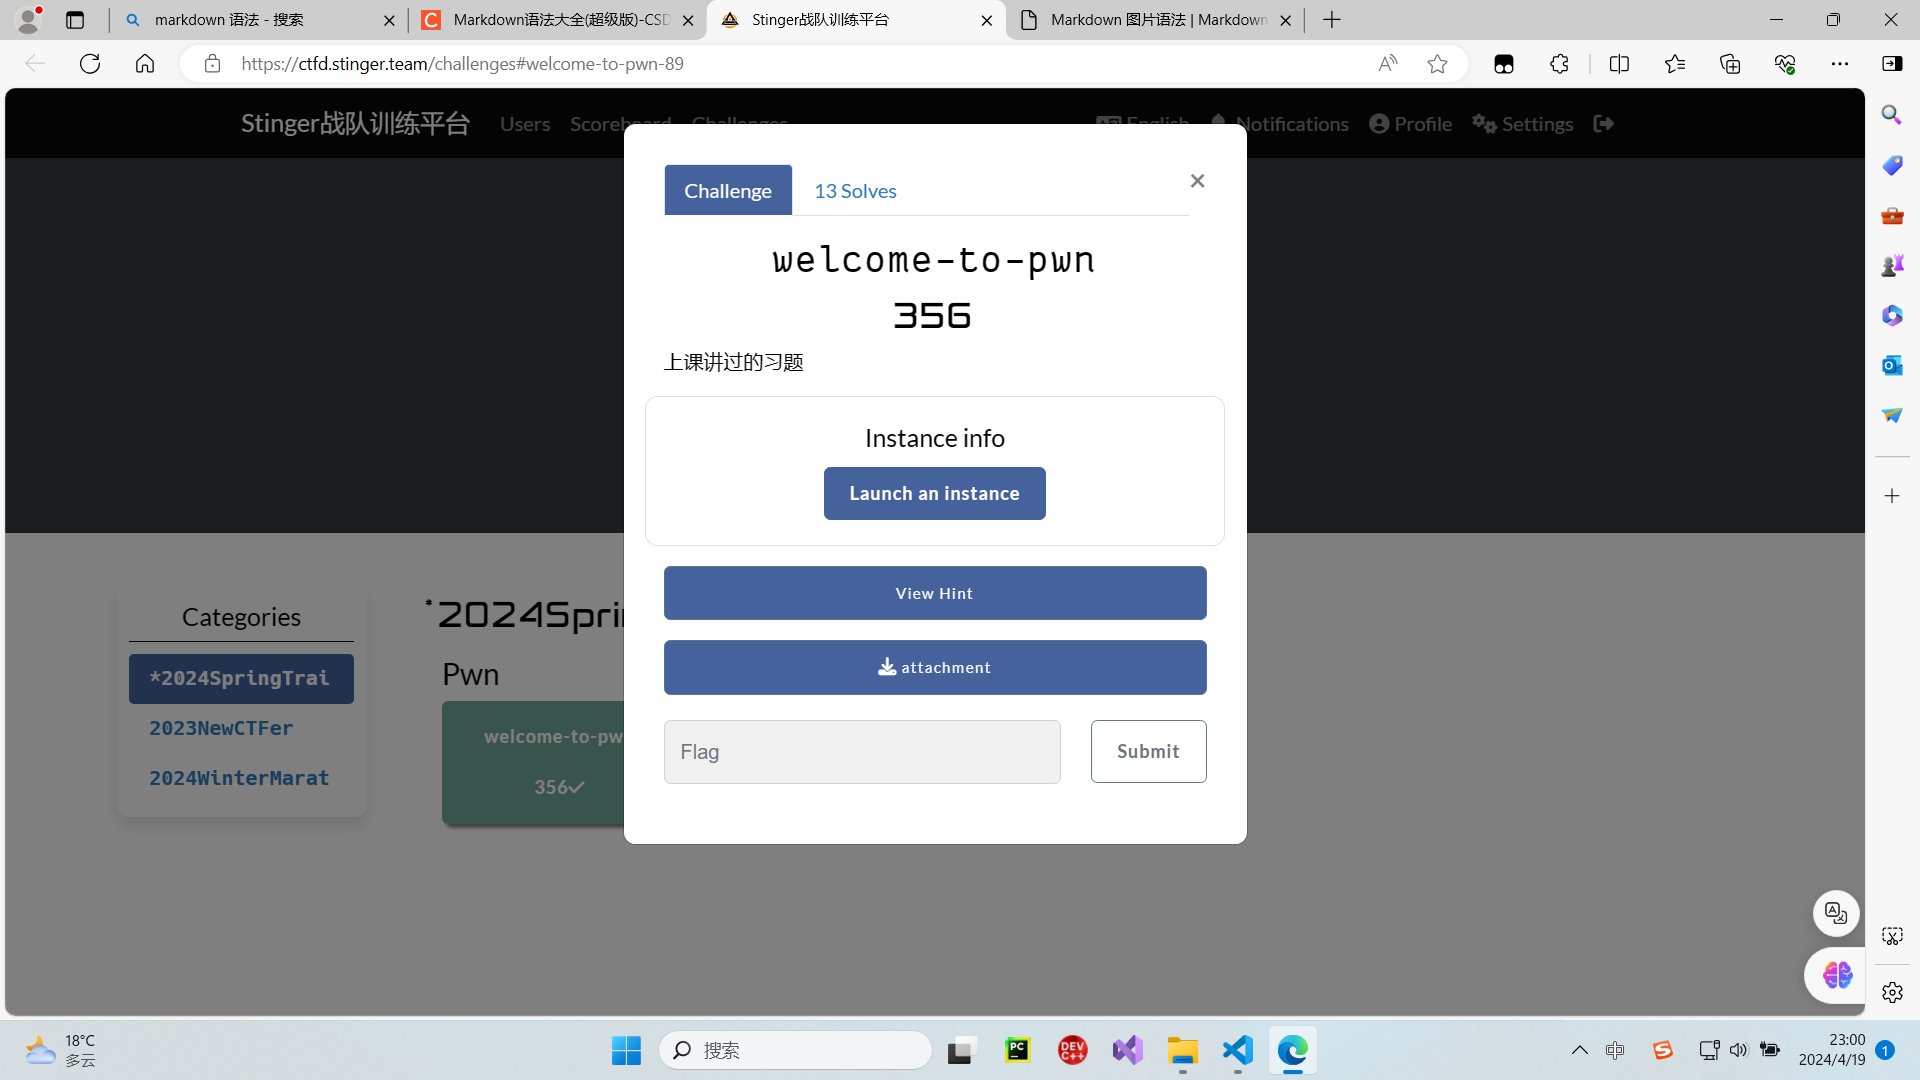 markdown 语法 - 搜索
Markdown语法大全(超级版)-CSD
Stinger战队训练平台
Markdown 图片语法 | Markdown
https://ctfd.stinger.team/challenges#welcome-to-pwn-89
Stinger战队训练平台
Users
Scoreboard
Challenges
English
Notifications
Profile
Settings
Challenge
13 Solves
×
welcome-to-pwn
356
上课讲过的习题
Instance info
Launch an instance
View Hint
attachment
Flag
Submit
Categories
*2024SpringTrai
2023NewCTFer
2024WinterMarat
*2024Sprin
Pwn
welcome-to-pw
356
18°C
多云
搜索
PC
DEV
C++
中
23:00
2024/4/19
1